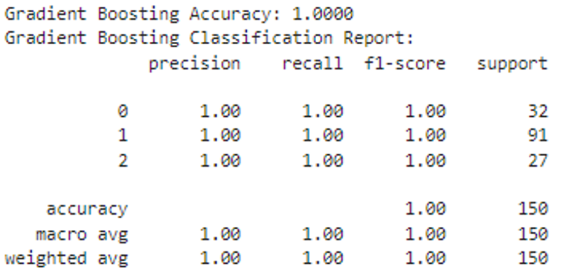 Gradient Boosting Accuracy: 1.0000
Gradient Boosting Classification Report:
precision recall f1-score support
0 1.00 1.00 1.00 32
1 1.00 1.00 1.00 91
2 1.00 1.00 1.00 27
accuracy 1.00 150
macro avg 1.00 1.00 1.00 150
weighted avg 1.00 1.00 1.00 150